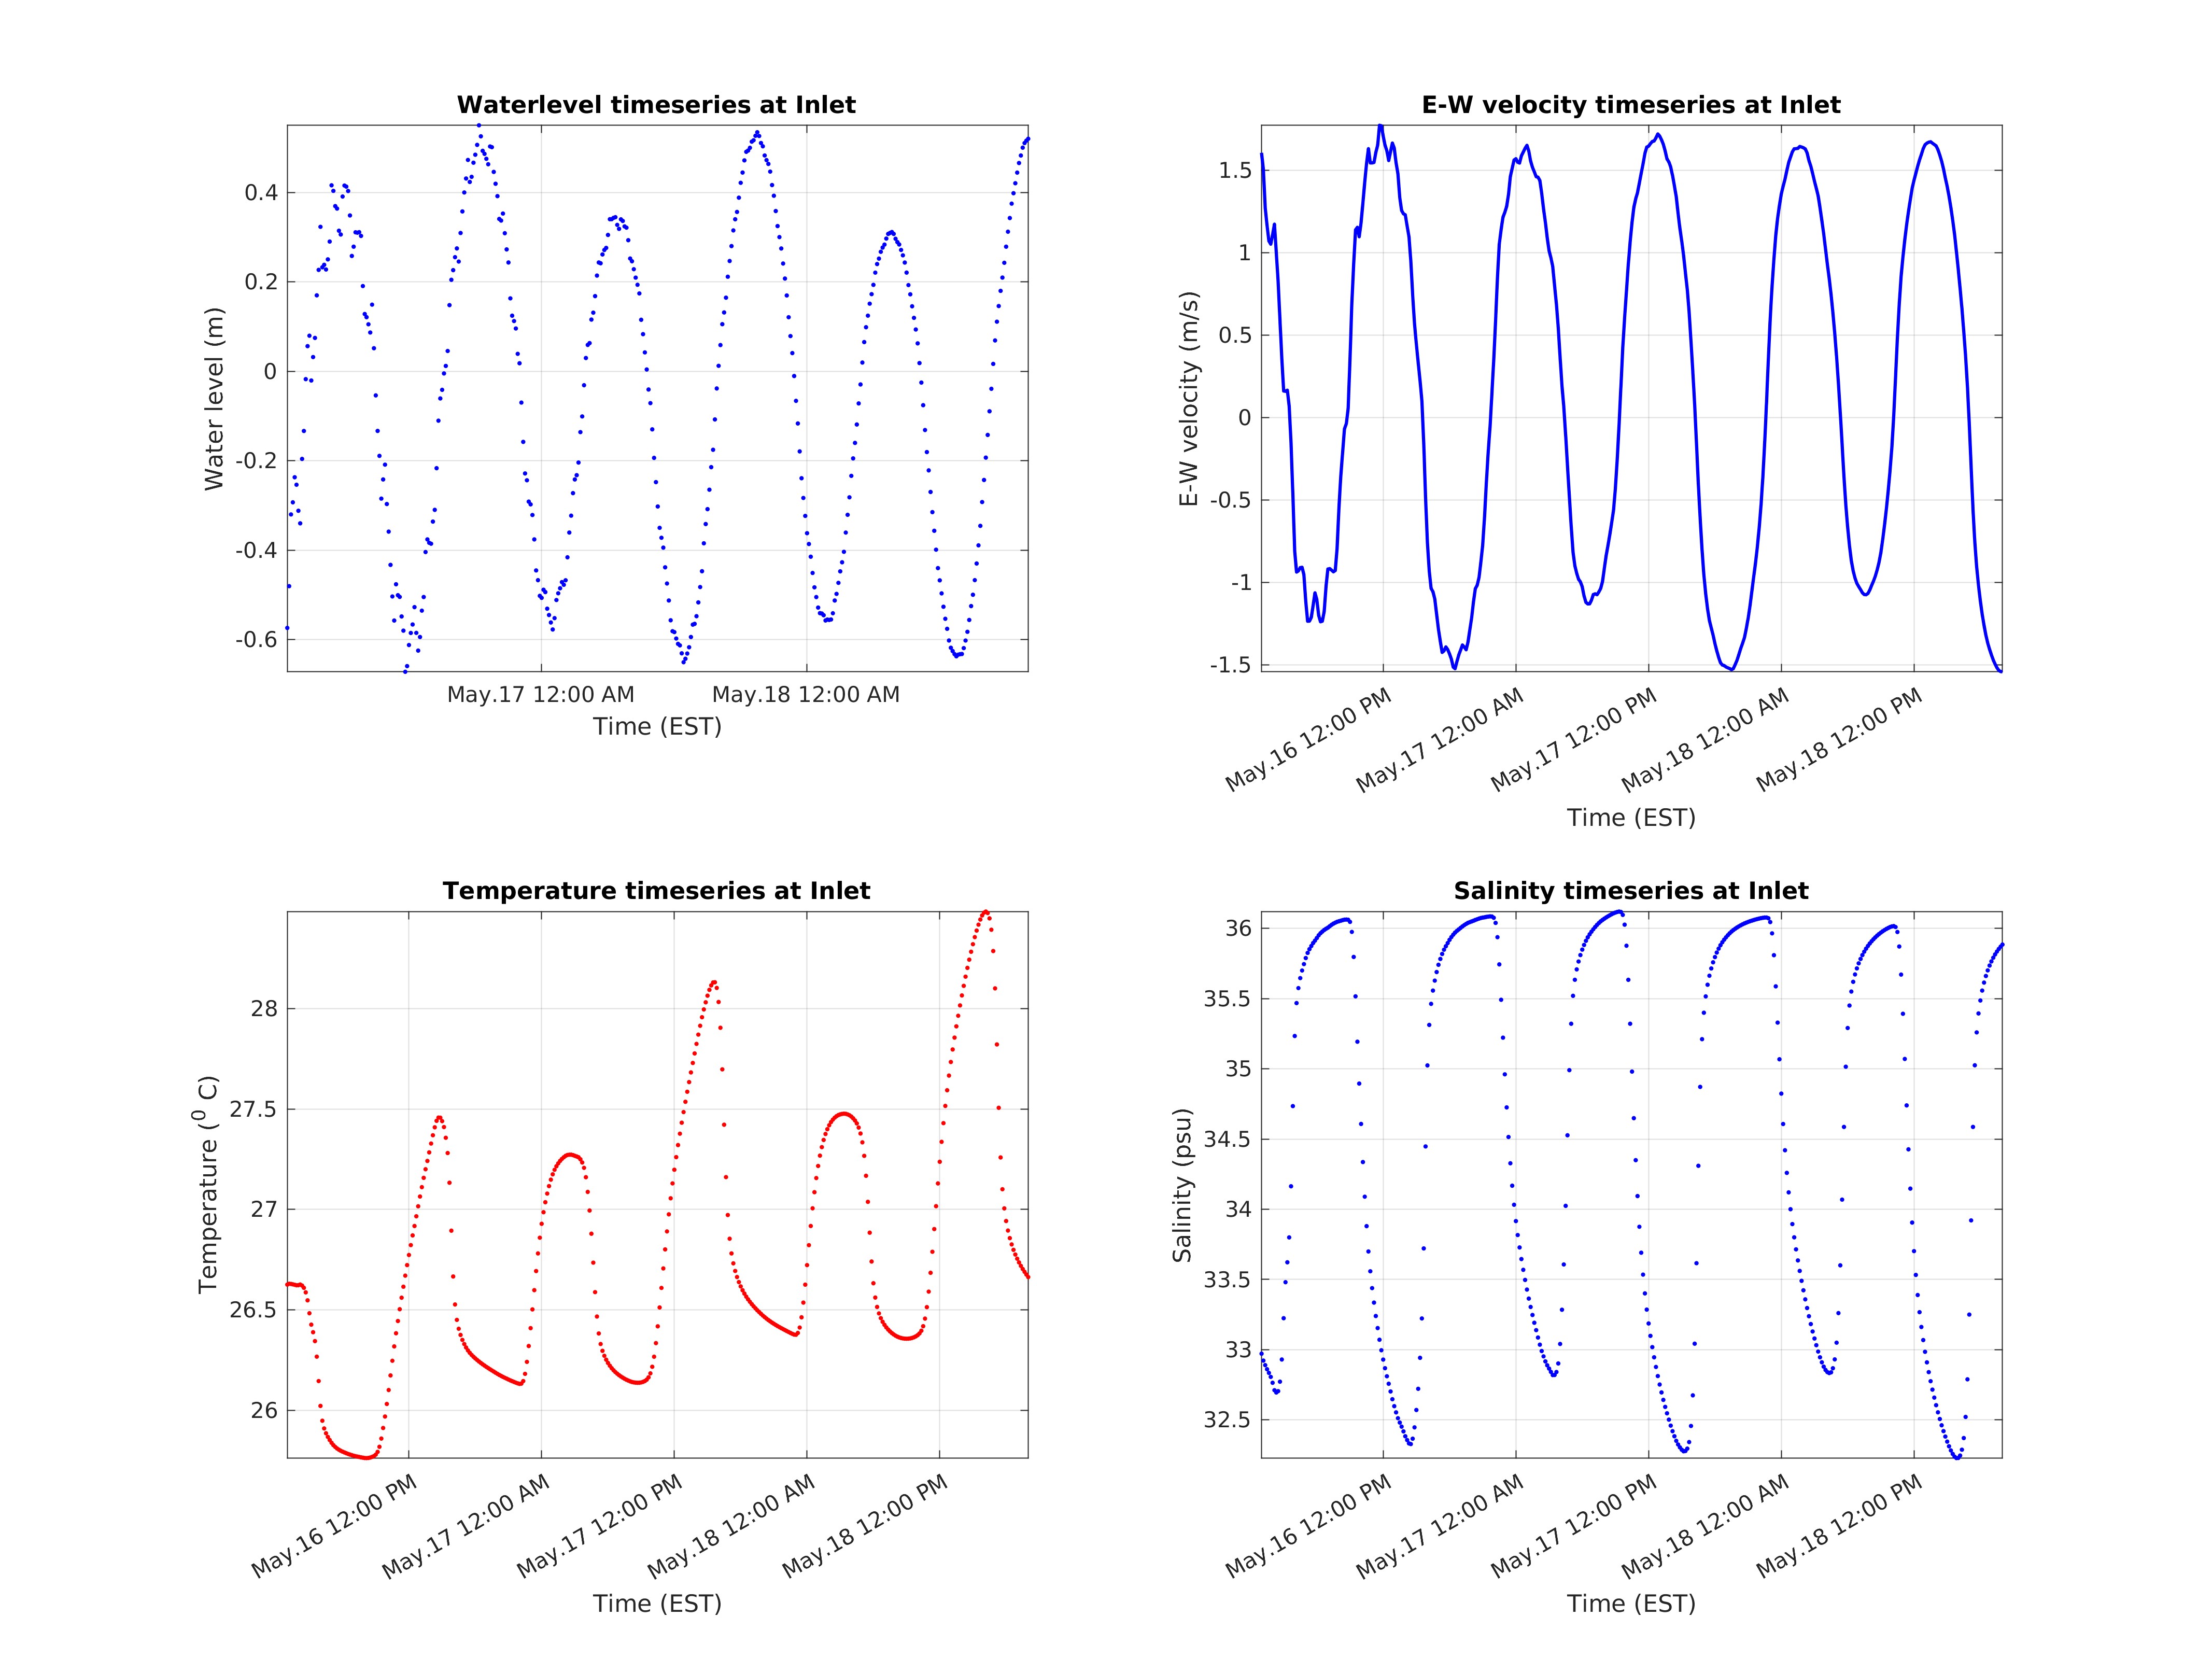 Waterlevel timeseries at Inlet
0.4
0.2
0
-0.2
-0.4
-0.6
Water level (m)
May.17 12:00 AM
May.18 12:00 AM
Time (EST)
E-W velocity timeseries at Inlet
1.5
1
0.5
0
-0.5
-1
-1.5
E-W velocity (m/s)
May.16 12:00 PM
May.17 12:00 AM
May.17 12:00 PM
May.18 12:00 AM
May.18 12:00 PM
Time (EST)
Temperature timeseries at Inlet
28
27.5
27
26.5
26
Temperature (⁰ C)
May.16 12:00 PM
May.17 12:00 AM
May.17 12:00 PM
May.18 12:00 AM
May.18 12:00 PM
Time (EST)
Salinity timeseries at Inlet
36
35.5
35
34.5
34
33.5
33
32.5
Salinity (psu)
May.16 12:00 PM
May.17 12:00 AM
May.17 12:00 PM
May.18 12:00 AM
May.18 12:00 PM
Time (EST)